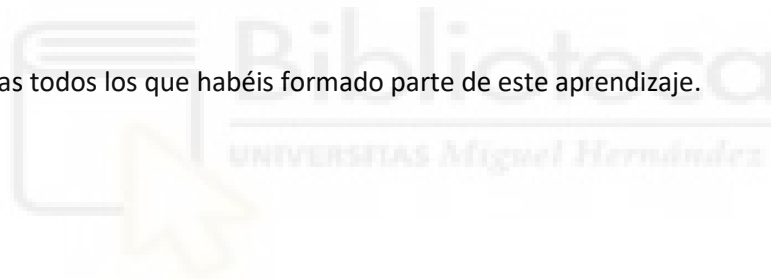 Biblioteca
as todos los que habéis formado parte de este aprendizaje.
UNIVERSITAS Miguel Hernández